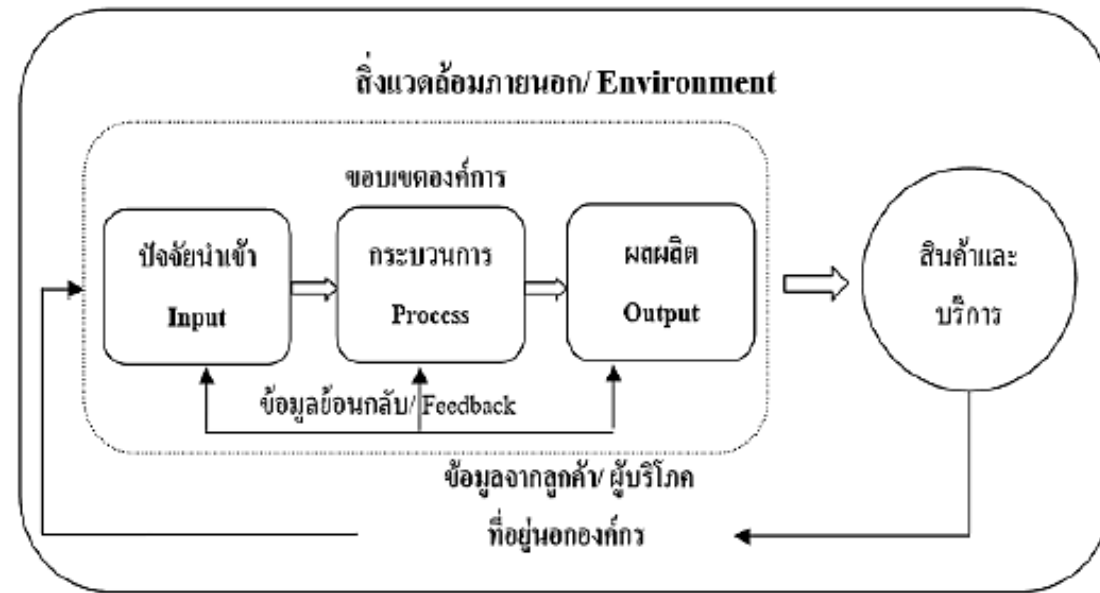 สิ่งแวดล้อมภายนอก/ Environment
ขอบเขตองค์การ
ปัจจัยนำเข้า
Input
กระบวนการ
Process
ผลผลิต
Output
สินค้าและ
บริการ
ข้อมูลย้อนกลับ/ Feedback
ข้อมูลจากลูกค้า/ ผู้บริโภค
ที่อยู่นอกองค์กร